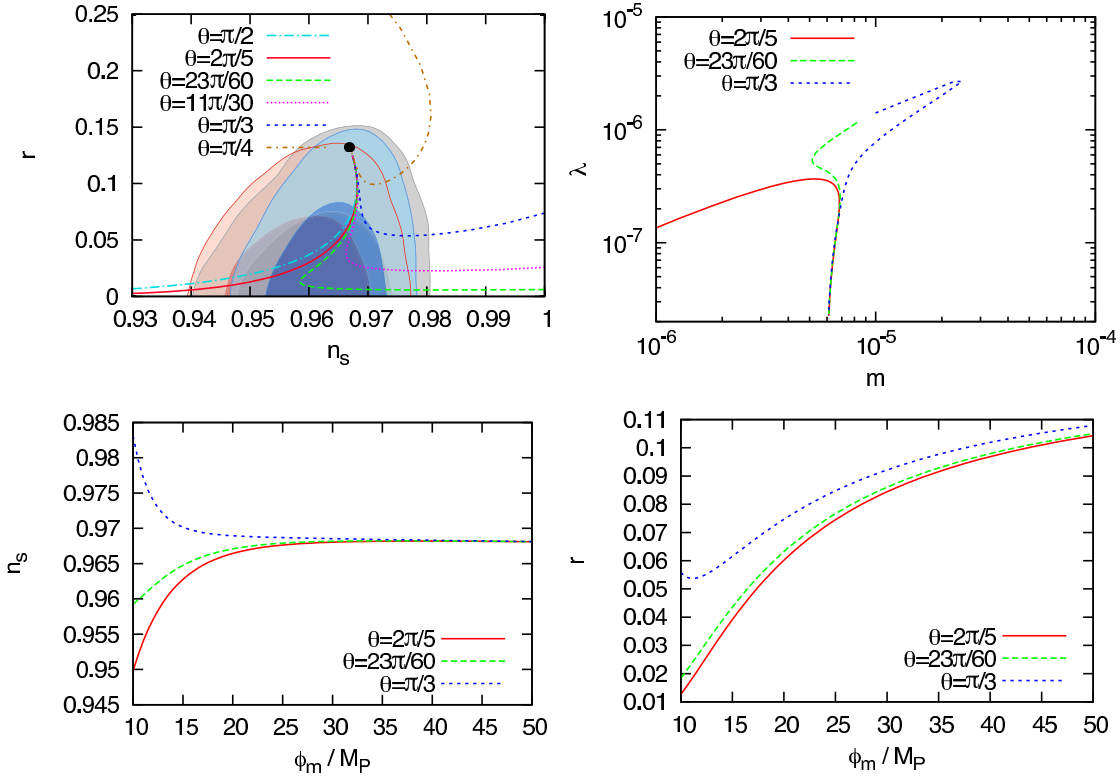 0.25
0.2
0.15
0.1
0.05
0
r
θ=π/2
θ=2π/5
θ=23π/60
θ=11π/30
θ=π/3
θ=π/4
0.93 0.94 0.95 0.96 0.97 0.98 0.99 1
n_s
10^-5
10^-6
10^-7
λ
θ=2π/5
θ=23π/60
θ=π/3
10^-6 10^-5 10^-4
m
0.985
0.98
0.975
0.97
0.965
0.96
0.955
0.95
0.945
n_s
θ=2π/5
θ=23π/60
θ=π/3
10 15 20 25 30 35 40 45 50
ϕ_m / M_P
0.11
0.1
0.09
0.08
0.07
0.06
0.05
0.04
0.03
0.02
0.01
r
θ=2π/5
θ=23π/60
θ=π/3
10 15 20 25 30 35 40 45 50
ϕ_m / M_P